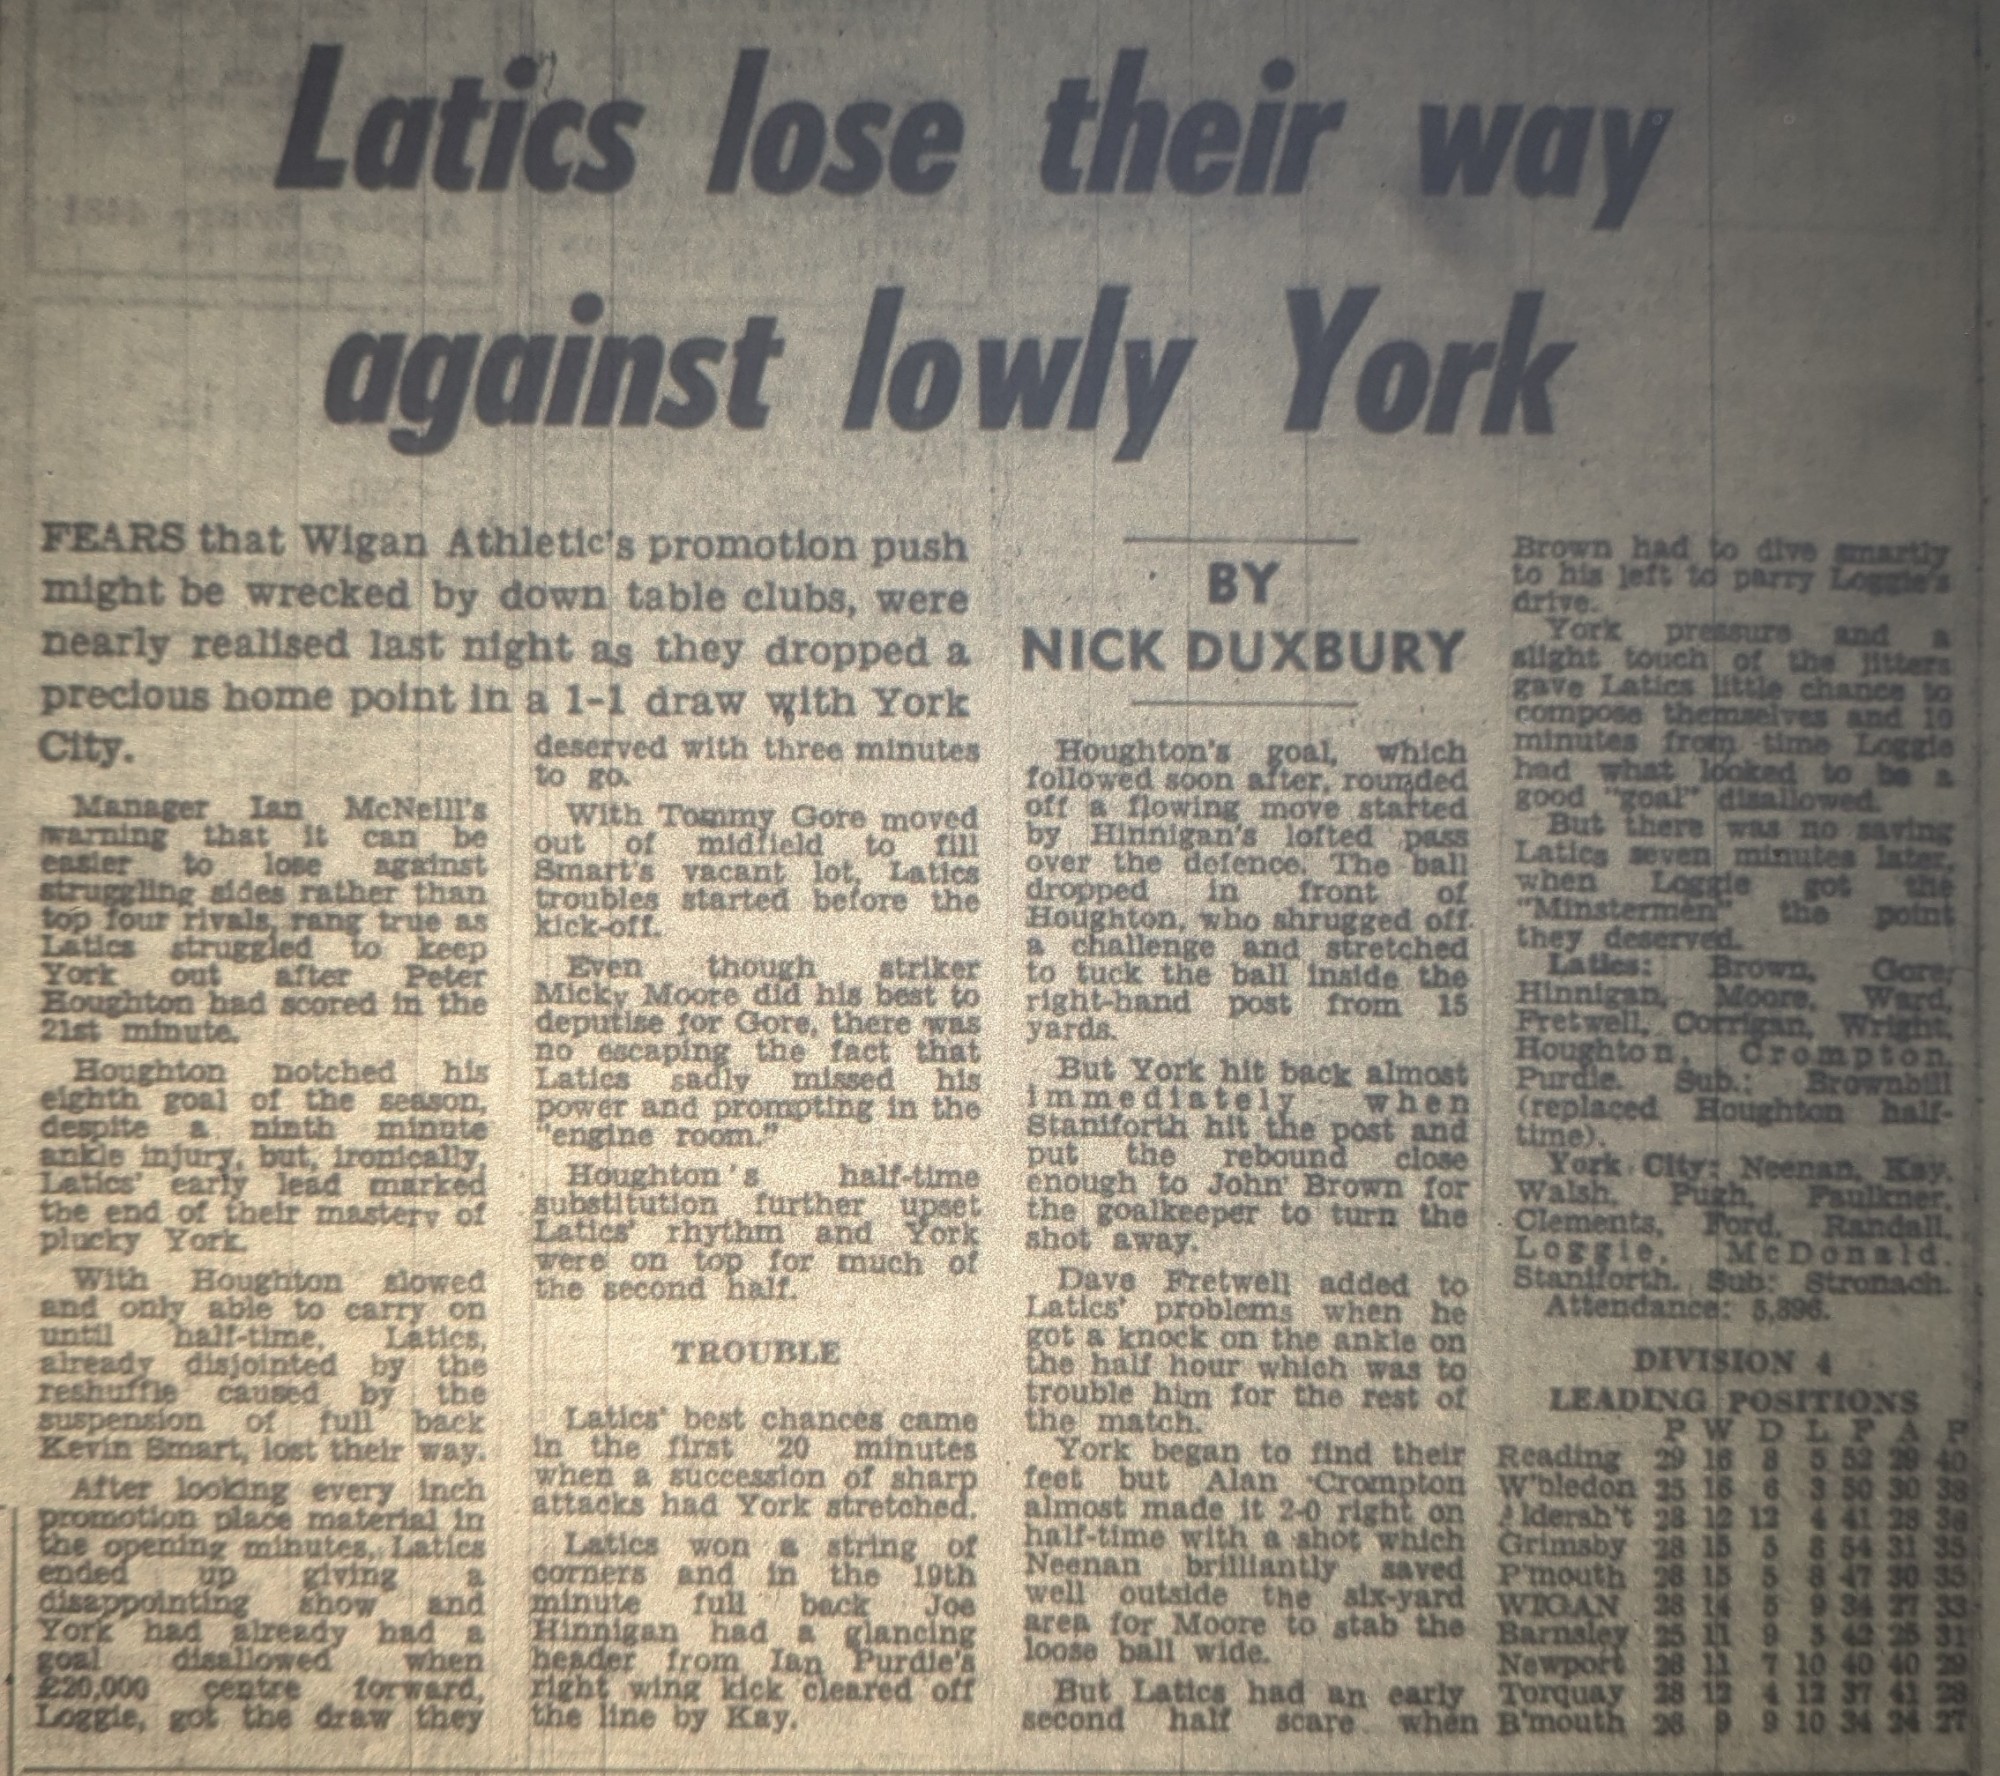 Latics lose their way
against lowly York
FEARS that Wigan Athletic's promotion push
might be wrecked by down table clubs, were
nearly realised last night as they dropped a
precious home point in a 1-1 draw with York
City.
Manager Ian McNeill's
warning that it can be
easier to lose against
struggling sides rather than
top four rivals, rang true as
Latics struggled to keep
York out after Peter
Houghton had scored in the
21st minute.
Houghton notched his
eighth goal of the season,
despite a ninth minute
ankle injury, but, ironically,
Latics' early lead marked
the end of their mastery of
plucky York.
With Houghton slowed
and only able to carry on
until half-time, Latics,
already disjointed by the
reshuffle caused by the
suspension of full back
Kevin Smart, lost their way.
After looking every inch
promotion place material in
the opening minutes, Latics
ended up giving a
disappointing show and
York had already had a
goal disallowed when
£20,000 centre forward,
Loggie, got the draw they
deserved with three minutes
to go.
With Tommy Gore moved
out of midfield to fill
Smart's vacant lot, Latics
troubles started before the
kick-off.
Even though striker
Micky Moore did his best to
deputise for Gore, there was
no escaping the fact that
Latics sadly missed his
power and prompting in the
"engine room."
Houghton's half-time
substitution further upset
Latics' rhythm and York
were on top for much of
the second half.
TROUBLE
Latics' best chances came
in the first 20 minutes
when a succession of sharp
attacks had York stretched.
Latics won a string of
corners and in the 19th
minute full back Joe
Hinnigan had a glancing
header from Ian Purdie's
right wing kick cleared off
the line by Kay.
BY
NICK DUXBURY
Houghton's goal, which
followed soon after, rounded
off a flowing move started
by Hinnigan's lofted pass
over the defence. The ball
dropped in front of
Houghton, who shrugged off
a challenge and stretched
to tuck the ball inside the
right-hand post from 15
yards.
But York hit back almost
immediately when
Staniforth hit the post and
put the rebound close
enough to John Brown for
the goalkeeper to turn the
shot away.
Dave Fretwell added to
Latics' problems when he
got a knock on the ankle on
the half hour which was to
trouble him for the rest of
the match.
York began to find their
feet but Alan Crompton
almost made it 2-0 right on
half-time with a shot which
Neenan brilliantly saved
well outside the six-yard
area for Moore to stab the
loose ball wide.
But Latics had an early
second half scare when
Brown had to dive smartly
to his left to parry Loggie's
drive.
York pressure and a
slight touch of the jitters
gave Latics little chance to
compose themselves and 10
minutes from time Loggie
had what looked to be a
good "goal" disallowed.
But there was no saving
Latics seven minutes later,
when Loggie got the
"Minstermen" the point
they deserved.
Latics: Brown, Gore,
Hinnigan, Moore, Ward,
Fretwell, Corrigan, Wright,
Houghton, Crompton,
Purdie. Sub.: Brownbill
(replaced Houghton half-
time).
York City: Neenan, Kay,
Walsh, Pugh, Faulkner,
Clements, Ford, Randall,
Loggie, McDonald,
Staniforth. Sub: Stronach.
Attendance: 5,896.
DIVISION 4
LEADING POSITIONS
P W D L F A P
Reading 29 16 8 5 52 29 40
W'bledon 25 16 6 3 50 30 38
Aldersh't 28 12 12 4 41 28 36
Grimsby 28 15 5 8 54 31 35
P'mouth 28 15 5 8 47 30 35
WIGAN 28 14 5 9 34 27 33
Barnsley 25 11 9 5 42 25 31
Newport 28 11 7 10 40 40 29
Torquay 28 12 4 12 37 41 28
B'mouth 28 9 9 10 34 34 27